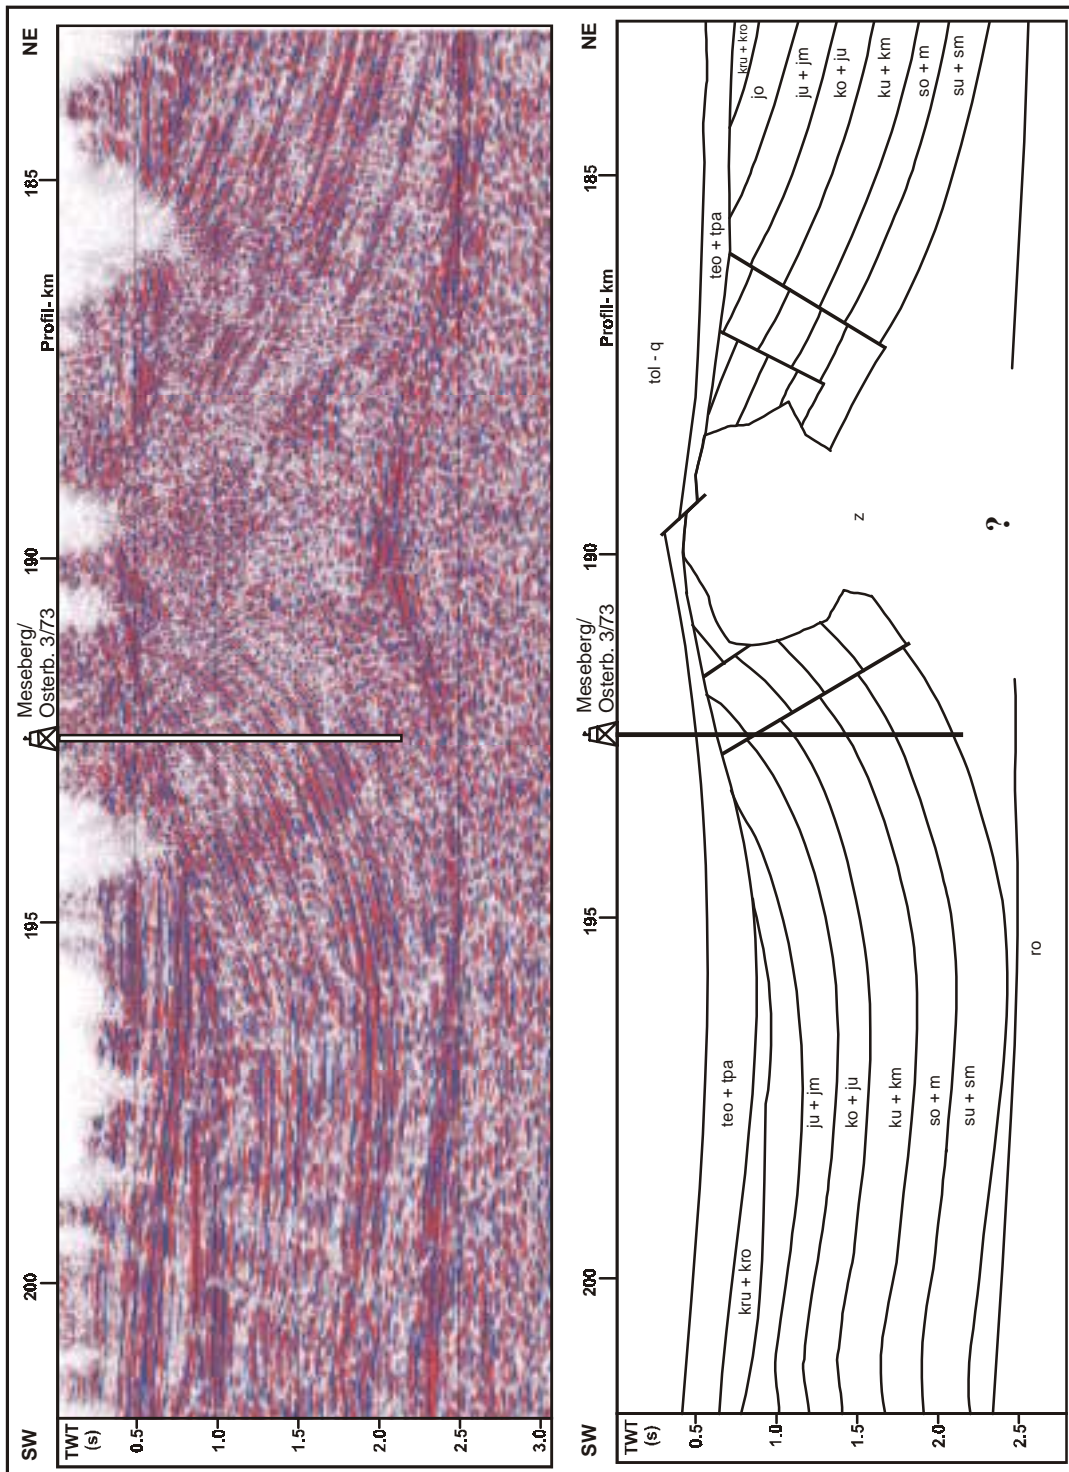 SW
NE
Profil- km
200
195
190
185
Meseberg/
Osterb. 3/73
TWT
(s)
0.5
1.0
1.5
2.0
2.5
3.0
SW
NE
Profil- km
200
195
190
185
Meseberg/
Osterb. 3/73
TWT
(s)
0.5
1.0
1.5
2.0
2.5
tol - q
teo + tpa
teo + tpa
kru + kro
kru + kro
jo
ju + jm
ju + jm
ko + ju
ko + ju
ku + km
ku + km
so + m
so + m
su + sm
su + sm
z
?
ro